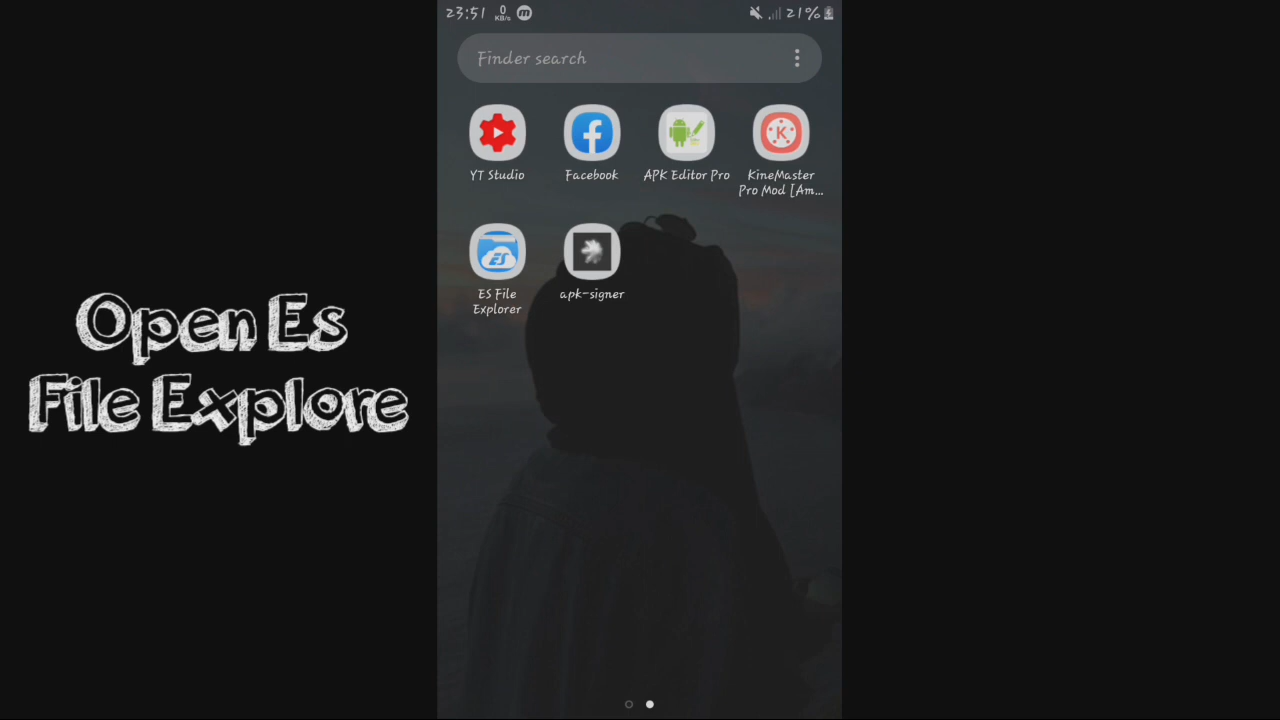 23:51 0 KB/s m 21%
Finder search
YT Studio
Facebook
APK Editor Pro
KineMaster
Pro Mod [Am...
K
ES
ES File
Explorer
apk-signer
Open Es
File Explore